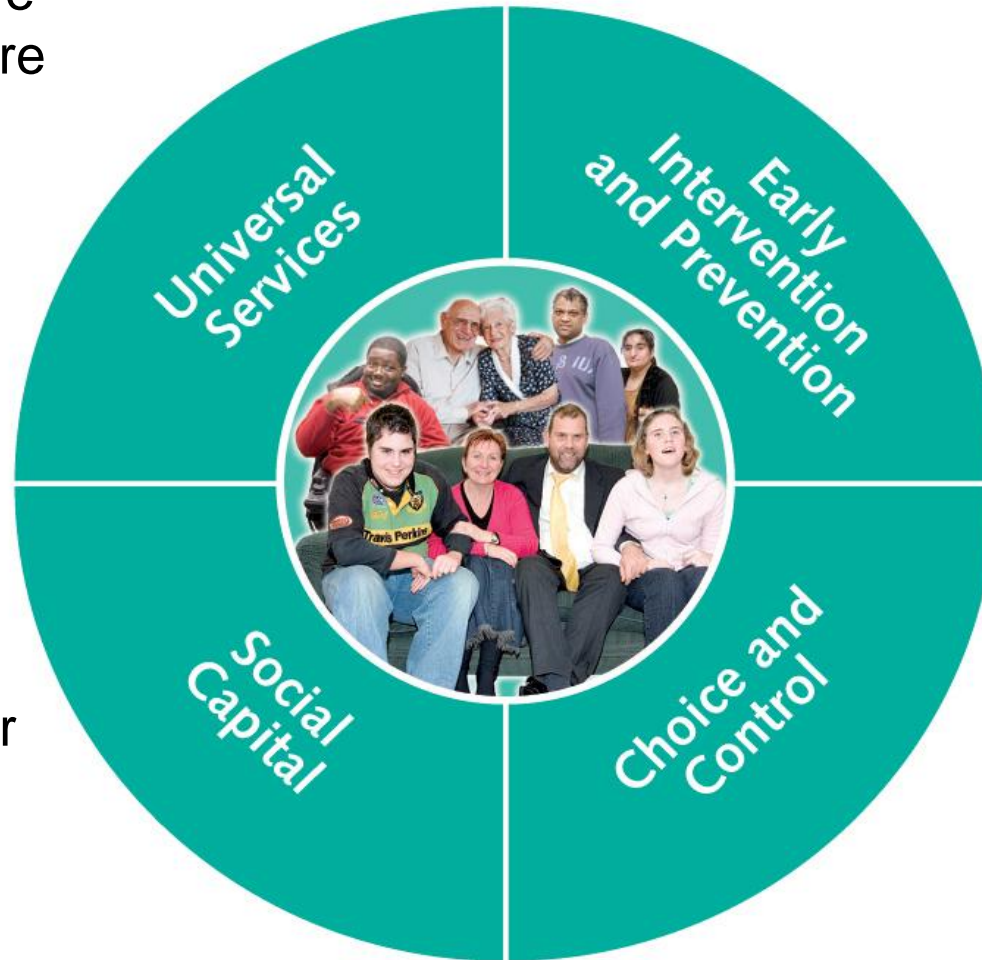 re
Universal
Services
Early
Intervention
and Prevention
Travis Perkins
Social
Capital
Choice and
Control
r